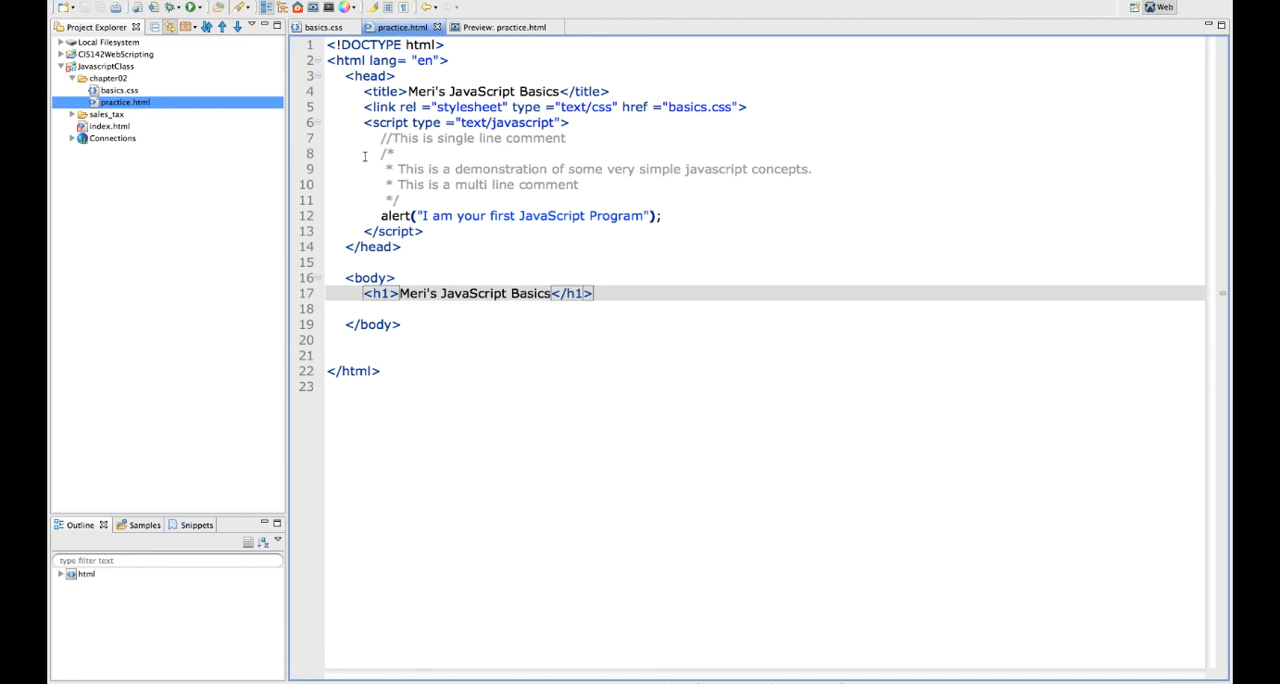 Web
Project Explorer
basics.css
practice.html
Preview: practice.html
Local Filesystem
CIS142WebScripting
JavascriptClass
chapter02
basics.css
practice.html
sales_tax
index.html
Connections
1 <!DOCTYPE html>
2 <html lang= "en">
3 <head>
4 <title>Meri's JavaScript Basics</title>
5 <link rel ="stylesheet" type ="text/css" href ="basics.css">
6 <script type ="text/javascript">
7 //This is single line comment
8 /*
9 * This is a demonstration of some very simple javascript concepts.
10 * This is a multi line comment
11 */
12 alert("I am your first JavaScript Program");
13 </script>
14 </head>
15
16 <body>
17 <h1>Meri's JavaScript Basics</h1>
18
19 </body>
20
21
22 </html>
23
Outline
Samples
Snippets
type filter text
html